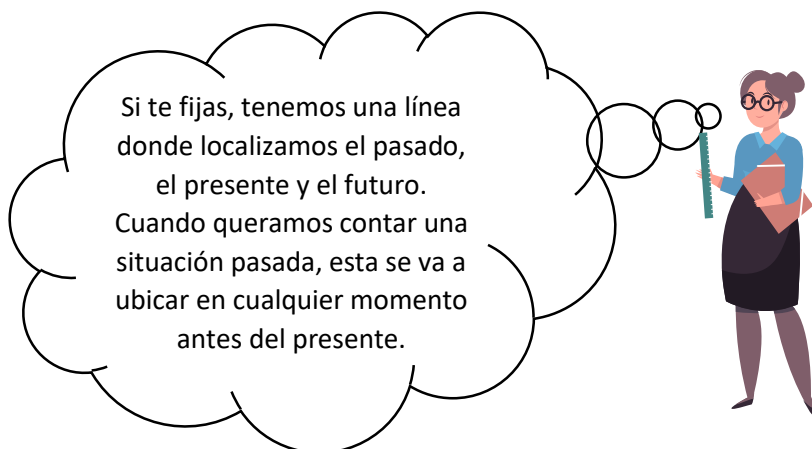 Si te fijas, tenemos una línea
donde localizamos el pasado,
el presente y el futuro.
Cuando queramos contar una
situación pasada, esta se va a
ubicar en cualquier momento
antes del presente.